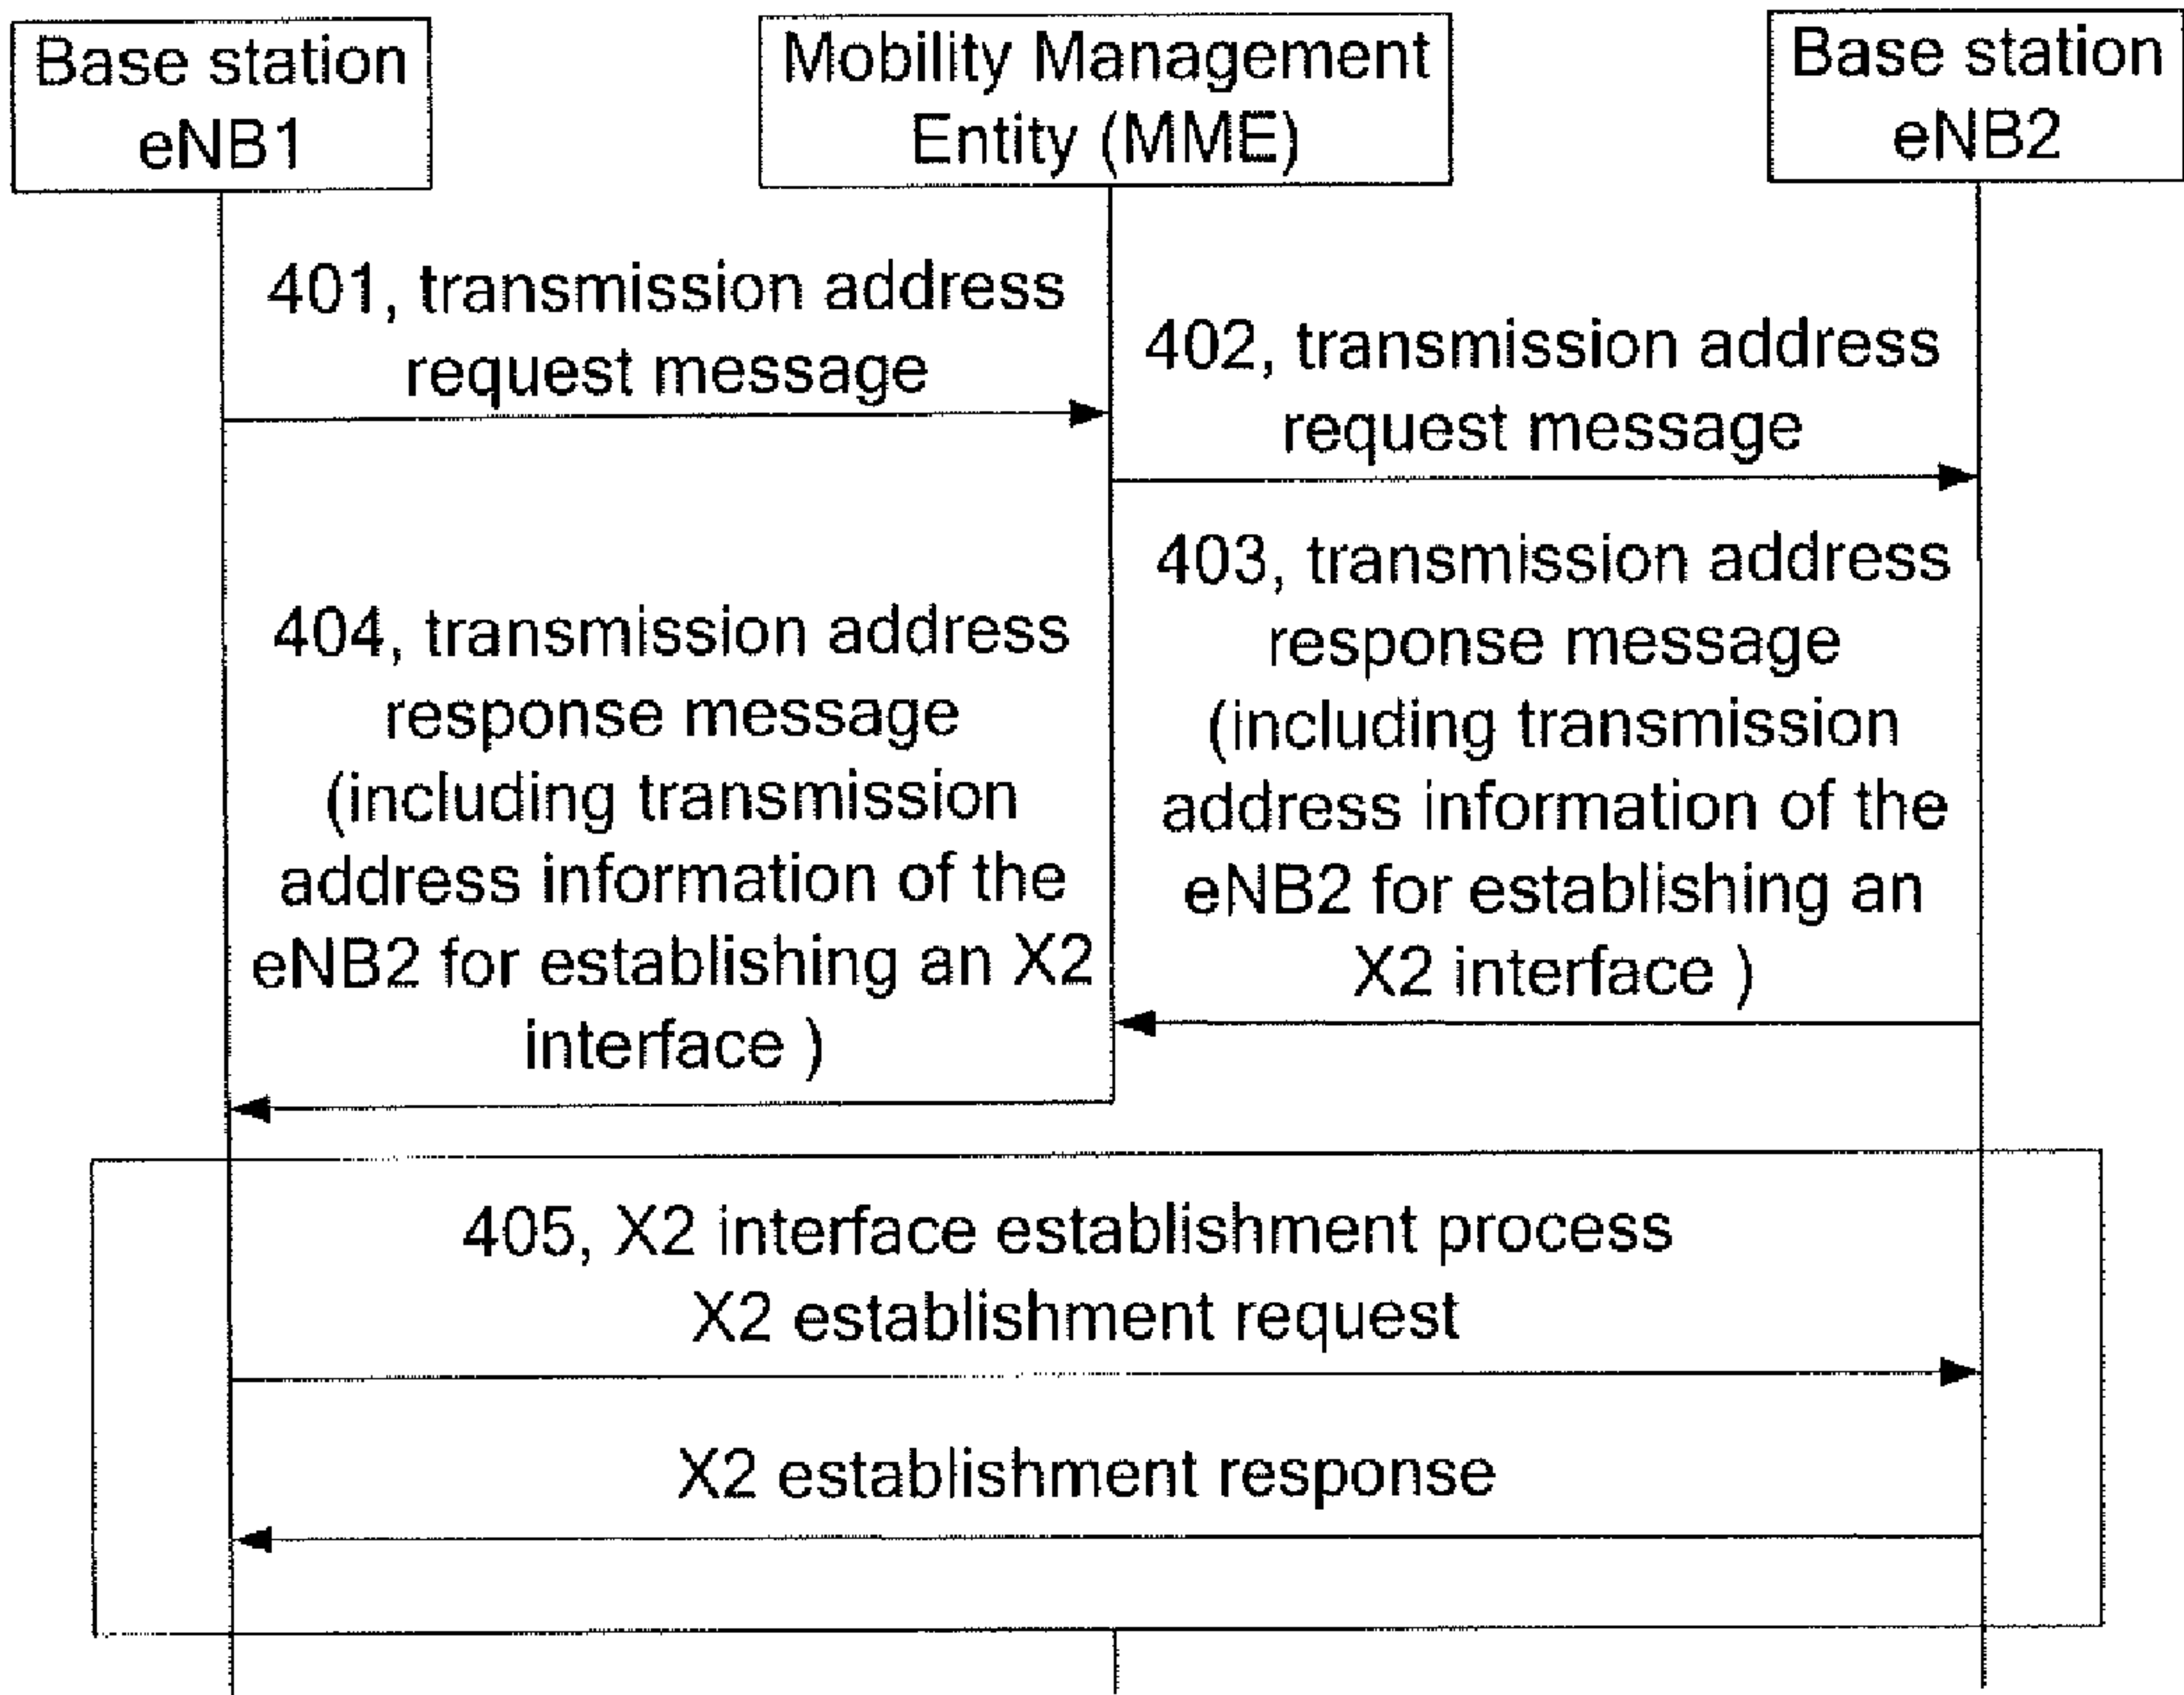 Base station
eNB1
Mobility Management
Entity (MME)
Base station
eNB2
401, transmission address
request message
402, transmission address
request message
403, transmission address
response message
(including transmission
address information of the
eNB2 for establishing an
X2 interface )
404, transmission address
response message
(including transmission
address information of the
eNB2 for establishing an X2
interface )
405, X2 interface establishment process
X2 establishment request
X2 establishment response